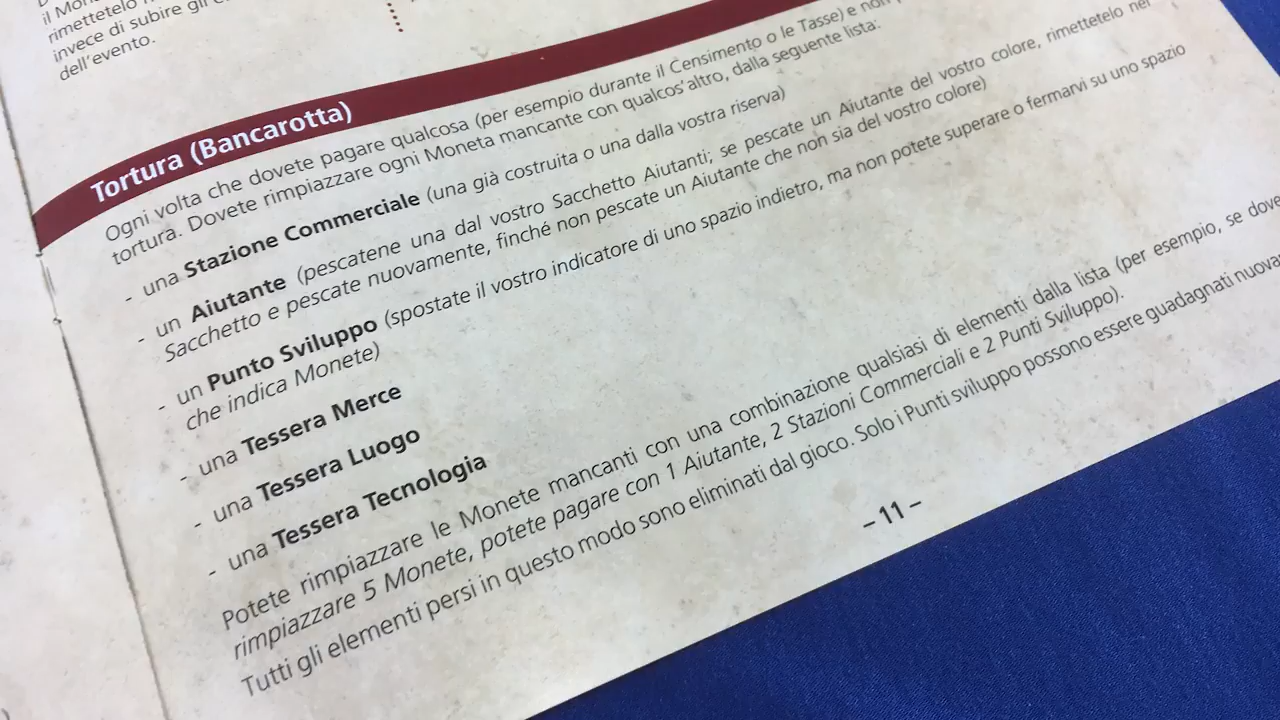 il Mon
rimettetelo n
invece di subire gli e
dell'evento.
Tortura (Bancarotta)
Ogni volta che dovete pagare qualcosa (per esempio durante il Censimento o le Tasse) e non
tortura. Dovete rimpiazzare ogni Moneta mancante con qualcos'altro, dalla seguente lista:
- una Stazione Commerciale (una già costruita o una dalla vostra riserva)
- un Aiutante (pescatene una dal vostro Sacchetto Aiutanti; se pescate un Aiutante del vostro colore, rimettetelo nel
Sacchetto e pescate nuovamente, finché non pescate un Aiutante che non sia del vostro colore)
- un Punto Sviluppo (spostate il vostro indicatore di uno spazio indietro, ma non potete superare o fermarvi su uno spazio
che indica Monete)
- una Tessera Merce
- una Tessera Luogo
- una Tessera Tecnologia
Potete rimpiazzare le Monete mancanti con una combinazione qualsiasi di elementi dalla lista (per esempio, se dove
rimpiazzare 5 Monete, potete pagare con 1 Aiutante, 2 Stazioni Commerciali e 2 Punti Sviluppo).
Tutti gli elementi persi in questo modo sono eliminati dal gioco. Solo i Punti sviluppo possono essere guadagnati nuova
– 11 –